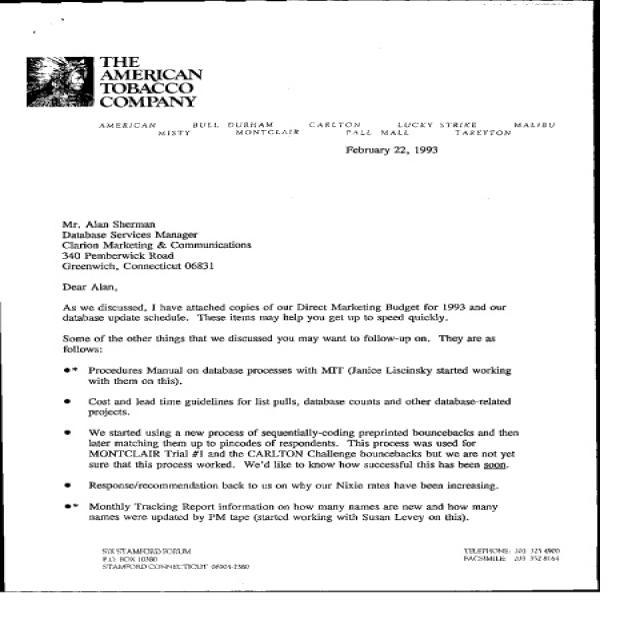 THE
AMERICAN
TOBACCO
COMPANY
AMERICAN BULL DURHAM CARLTON LUCKY STRIKE MALIBU
MISTY MONTCLAIR PALL MALL TAREYTON
February 22, 1993
Mr. Alan Sherman
Database Services Manager
Clarion Marketing & Communications
340 Pemberwick Road
Greenwich, Connecticut 06831
Dear Alan,
As we discussed, I have attached copies of our Direct Marketing Budget for 1993 and our
database update schedule. These items may help you get up to speed quickly.
Some of the other things that we discussed you may want to follow-up on. They are as
follows:
●* Procedures Manual on database processes with MIT (Janice Liscinsky started working
with them on this).
● Cost and lead time guidelines for list pulls, database counts and other database-related
projects.
● We started using a new process of sequentially-coding preprinted bouncebacks and then
later matching them up to pincodes of respondents. This process was used for
MONTCLAIR Trial #1 and the CARLTON Challenge bouncebacks but we are not yet
sure that this process worked. We'd like to know how successful this has been soon.
● Response/recommendation back to us on why our Nixie rates have been increasing.
●* Monthly Tracking Report information on how many names are new and how many
names were updated by PM tape (started working with Susan Levey on this).
SIX STAMFORD FORUM TELEPHONE: 203 325-4900
P.O. BOX 10380 FACSIMILE: 203 352-8164
STAMFORD CONNECTICUT 06904-2380